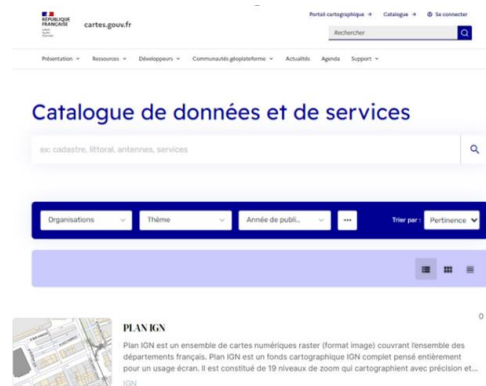 Portail cartographique Catalogue Se connecter
RÉPUBLIQUE
FRANÇAISE
cartes.gouv.fr
Rechercher
Présentation Ressources Développeurs Communautés géoplateforme Actualités Agenda Support
Catalogue de données et de services
ex: cadastre, littoral, antennes, services
Organisations Thème Année de publi... ••• Trier par : Pertinence
0
PLAN IGN
Plan IGN est un ensemble de cartes numériques raster (format image) couvrant l'ensemble des
départements français. Plan IGN est un fonds cartographique IGN complet pensé entièrement
pour un usage écran. Il est constitué de 19 niveaux de zoom qui cartographient avec précision et...
IGN